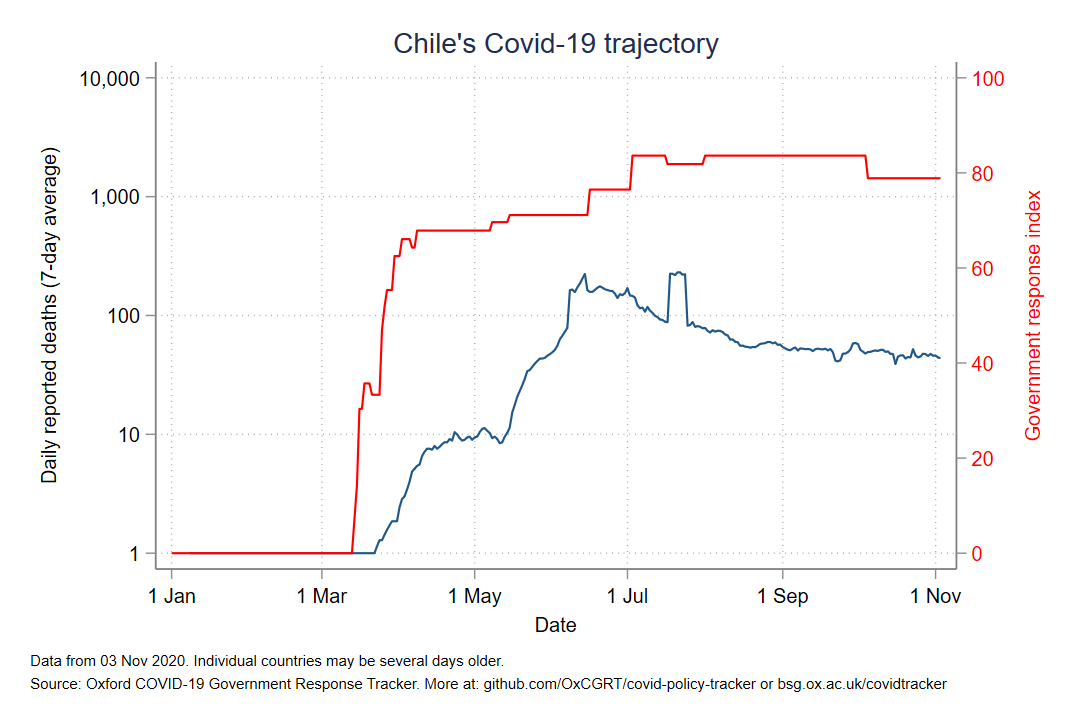 Chile's Covid-19 trajectory
10,000
1,000
100
10
1
Daily reported deaths (7-day average)
100
80
60
40
20
0
Government response index
1 Jan 1 Mar 1 May 1 Jul 1 Sep 1 Nov
Date
Data from 03 Nov 2020. Individual countries may be several days older.
Source: Oxford COVID-19 Government Response Tracker. More at: github.com/OxCGRT/covid-policy-tracker or bsg.ox.ac.uk/covidtracker